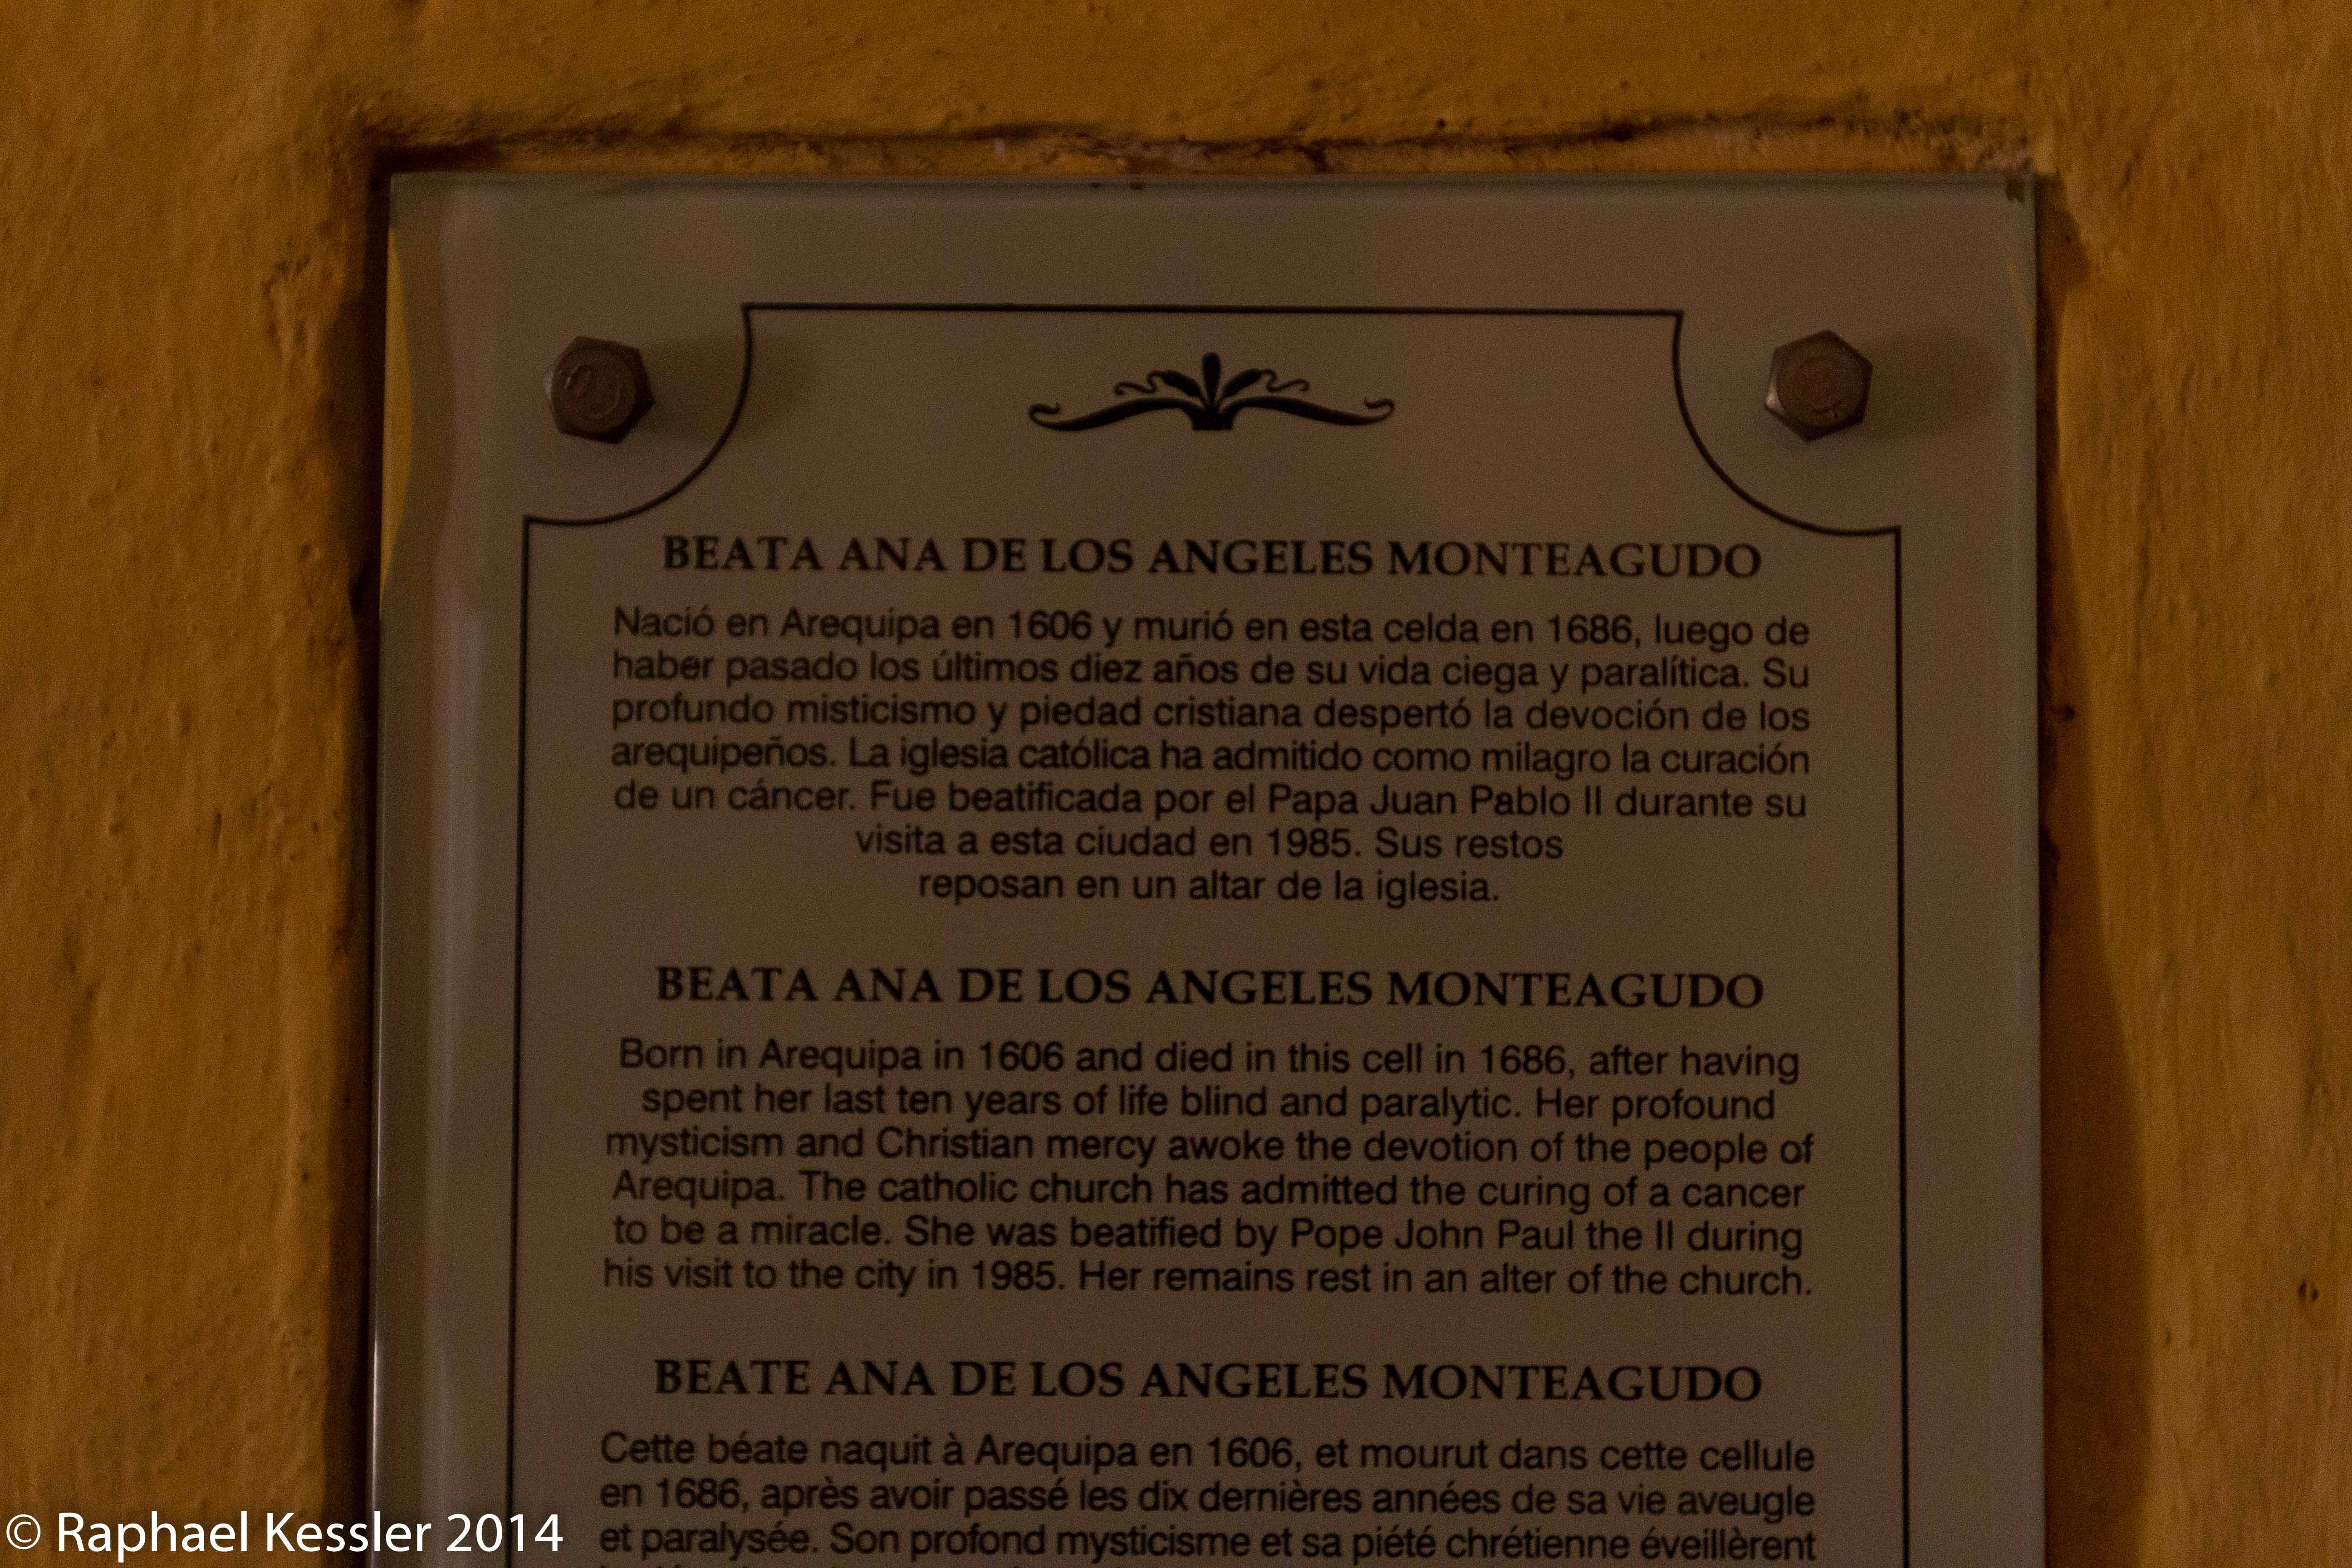 BEATA ANA DE LOS ANGELES MONTEAGUDO
Nació en Arequipa en 1606 y murió en esta celda en 1686, luego de
haber pasado los últimos diez años de su vida ciega y paralítica. Su
profundo misticismo y piedad cristiana despertó la devoción de los
arequipeños. La iglesia católica ha admitido como milagro la curación
de un cáncer. Fue beatificada por el Papa Juan Pablo II durante su
visita a esta ciudad en 1985. Sus restos
reposan en un altar de la iglesia.
BEATA ANA DE LOS ANGELES MONTEAGUDO
Born in Arequipa in 1606 and died in this cell in 1686, after having
spent her last ten years of life blind and paralytic. Her profound
mysticism and Christian mercy awoke the devotion of the people of
Arequipa. The catholic church has admitted the curing of a cancer
to be a miracle. She was beatified by Pope John Paul the II during
his visit to the city in 1985. Her remains rest in an alter of the church.
BEATE ANA DE LOS ANGELES MONTEAGUDO
Cette béate naquit à Arequipa en 1606, et mourut dans cette cellule
en 1686, après avoir passé les dix dernières années de sa vie aveugle
et paralysée. Son profond mysticisme et sa piété chrétienne éveillèrent
© Raphael Kessler 2014